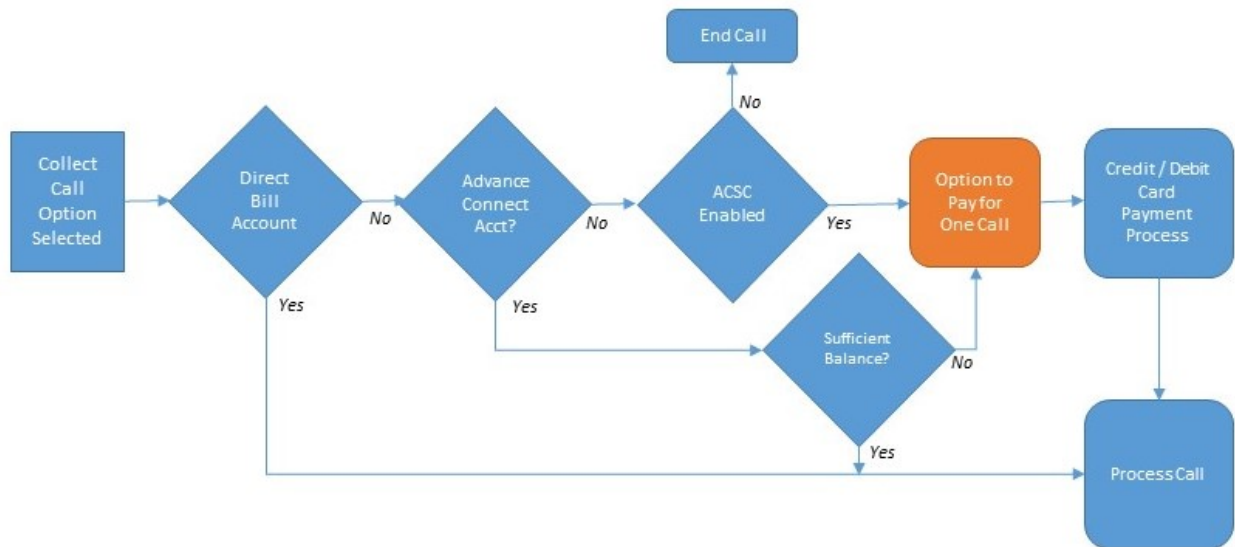 End Call
No
Collect
Call
Option
Selected
Direct
Bill
Account
No
Yes
Advance
Connect
Acct?
No
Yes
ACSC
Enabled
Yes
Option to
Pay for
One Call
Credit / Debit
Card
Payment
Process
Sufficient
Balance?
No
Yes
Process Call